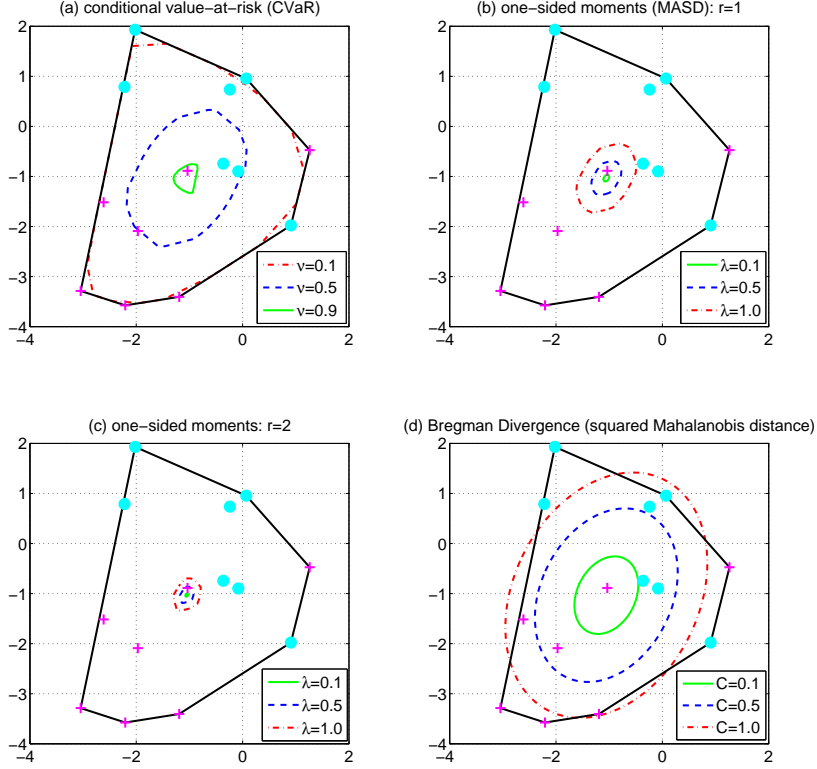 (a) conditional value−at−risk (CVaR)
2
1
0
−1
−2
−3
−4
−4
−2
0
2
ν=0.1
ν=0.5
ν=0.9
(b) one−sided moments (MASD): r=1
2
1
0
−1
−2
−3
−4
−4
−2
0
2
λ=0.1
λ=0.5
λ=1.0
(c) one−sided moments: r=2
2
1
0
−1
−2
−3
−4
−4
−2
0
2
λ=0.1
λ=0.5
λ=1.0
(d) Bregman Divergence (squared Mahalanobis distance)
2
1
0
−1
−2
−3
−4
−4
−2
0
2
C=0.1
C=0.5
C=1.0